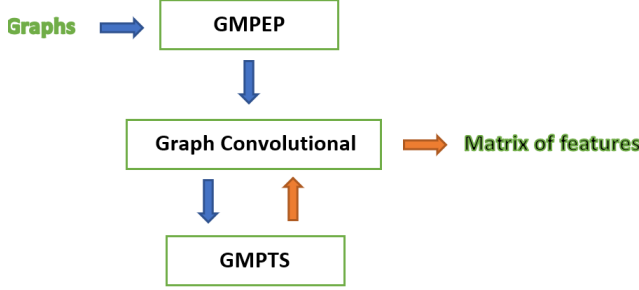 Graphs
GMPEP
Graph Convolutional
Matrix of features
GMPTS